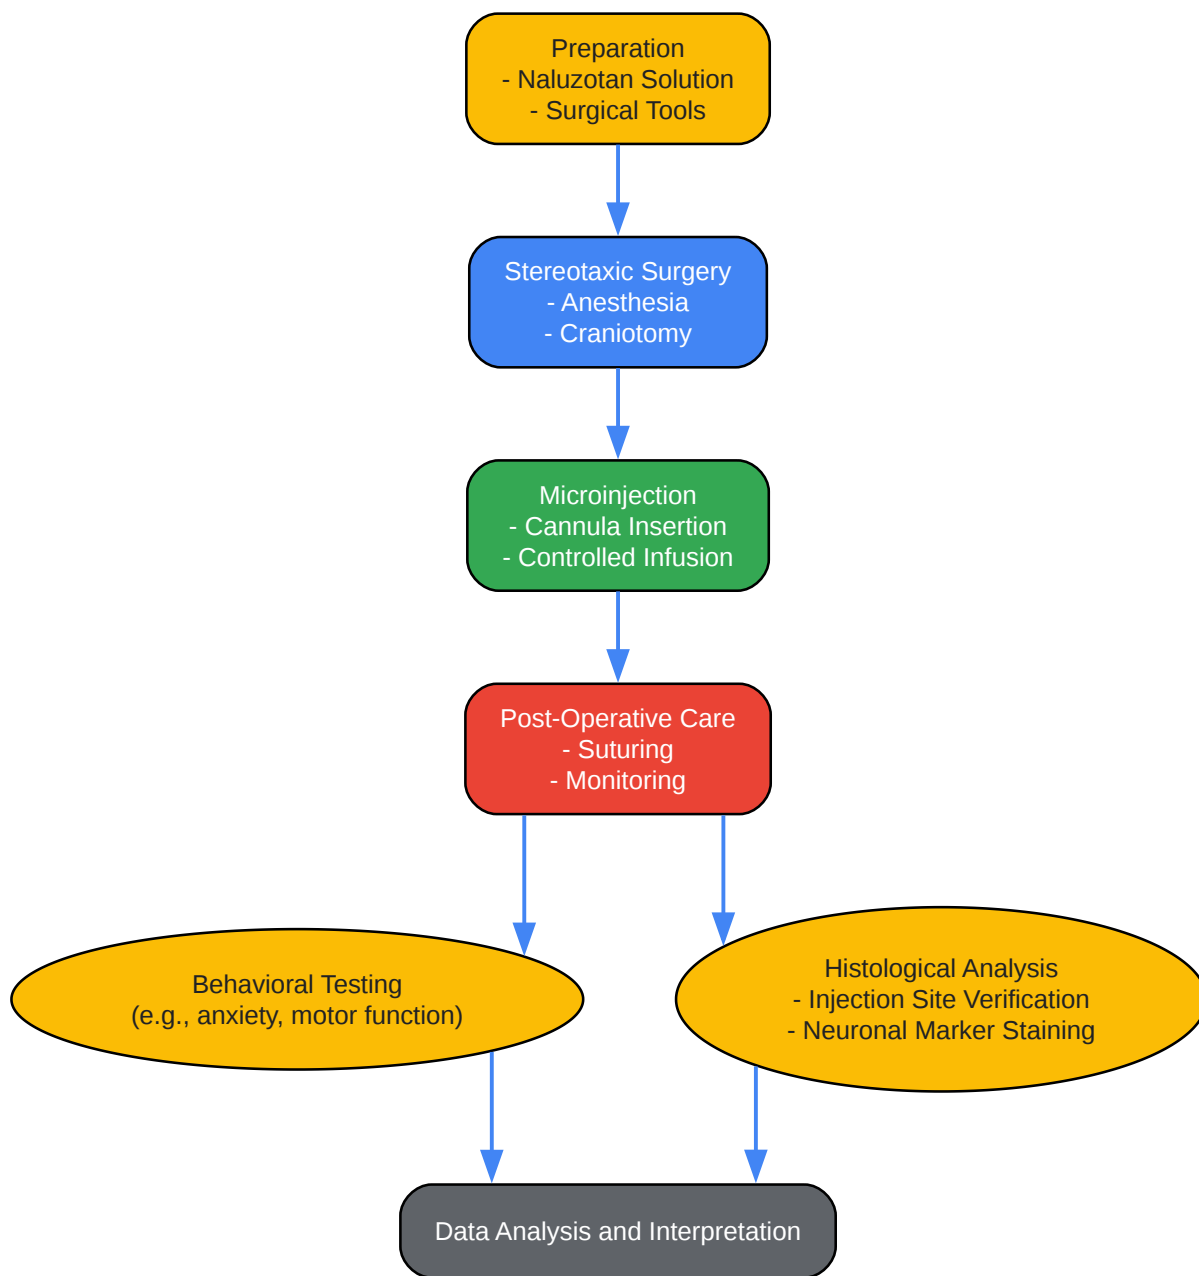 Preparation
- Naluzotan Solution
- Surgical Tools
Stereotaxic Surgery
- Anesthesia
- Craniotomy
Microinjection
- Cannula Insertion
- Controlled Infusion
Post-Operative Care
- Suturing
- Monitoring
Behavioral Testing
(e.g., anxiety, motor function)
Histological Analysis
- Injection Site Verification
- Neuronal Marker Staining
Data Analysis and Interpretation